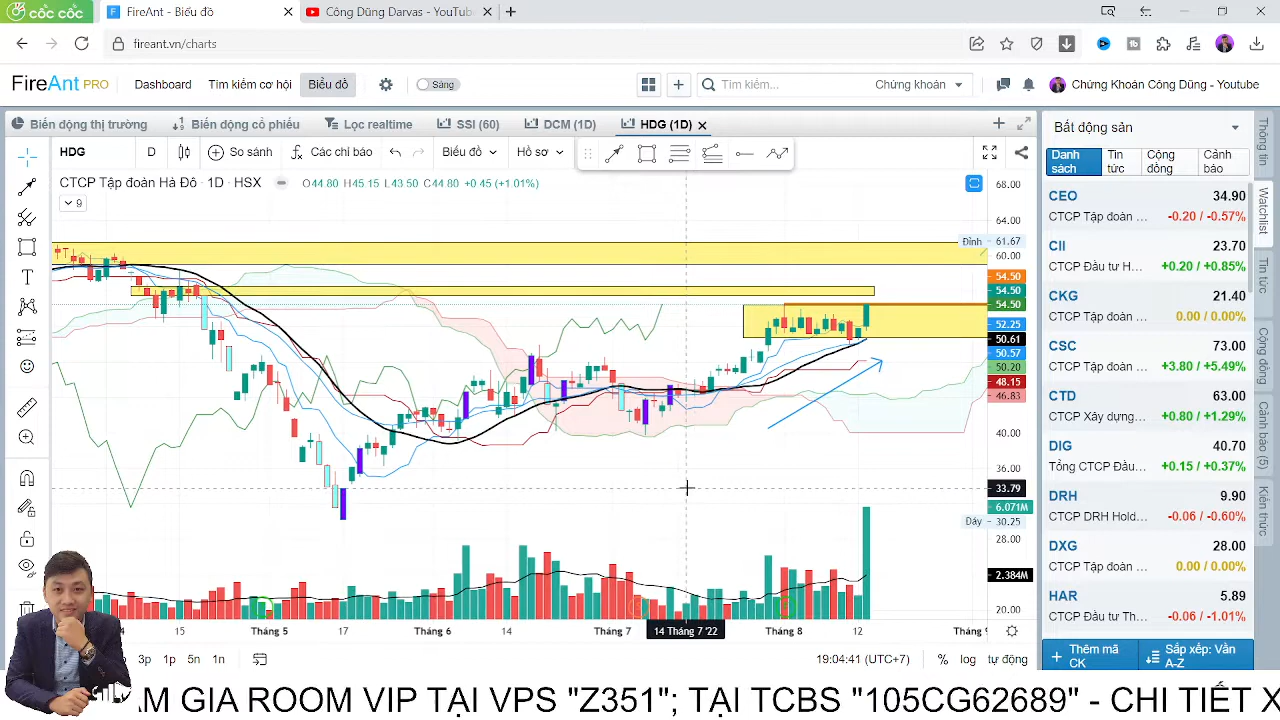 cốc cốc
FireAnt - Biểu đồ
Công Dũng Darvas - YouTube
fireant.vn/charts
FireAnt PRO
Dashboard
Tìm kiếm cơ hội
Biểu đồ
Sáng
Tìm kiếm...
Chứng khoán
Chứng Khoán Công Dũng - Youtube
Biến động thị trường
Biến động cổ phiếu
Lọc realtime
SSI (60)
DCM (1D)
HDG (1D)
HDG
D
So sánh
Các chỉ báo
Biểu đồ
Hồ sơ
CTCP Tập đoàn Hà Đô · 1D · HSX
O44.80 H45.15 L43.50 C44.80 +0.45 (+1.01%)
9
68.00
64.00
Đỉnh 61.67
60.00
54.50
54.50
54.50
52.25
50.61
50.57
50.20
48.15
46.83
40.00
36.00
33.79
6.071M
Đáy 30.25
28.00
2.384M
20.00
15
Tháng 5
17
Tháng 6
14
Tháng 7
14 Tháng 7 '22
Tháng 8
12
3p
1p
5n
1n
19:04:41 (UTC+7)
%
log
tự động
Bất động sản
Danh sách
Tin tức
Cộng đồng
Cảnh báo
CEO 34.90
CTCP Tập đoàn ... -0.20 / -0.57%
CII 23.70
CTCP Đầu tư H... +0.20 / +0.85%
CKG 21.40
CTCP Tập đoàn ... 0.00 / 0.00%
CSC 73.00
CTCP Tập đoàn ... +3.80 / +5.49%
CTD 63.00
CTCP Xây dựng... +0.80 / +1.29%
DIG 40.70
Tổng CTCP Đầu... +0.15 / +0.37%
DRH 9.90
CTCP DRH Hold... -0.06 / -0.60%
DXG 28.00
CTCP Tập đoàn ... 0.00 / 0.00%
HAR 5.89
CTCP Đầu tư Th... -0.06 / -1.01%
Thêm mã CK
Sắp xếp: Vần A-Z
Thông tin
Watchlist
Tin tức
Cộng đồng
Cảnh báo (5)
Kiến thức
GIA ROOM VIP TẠI VPS "Z351"; TẠI TCBS "105CG62689" - CHI TIẾT